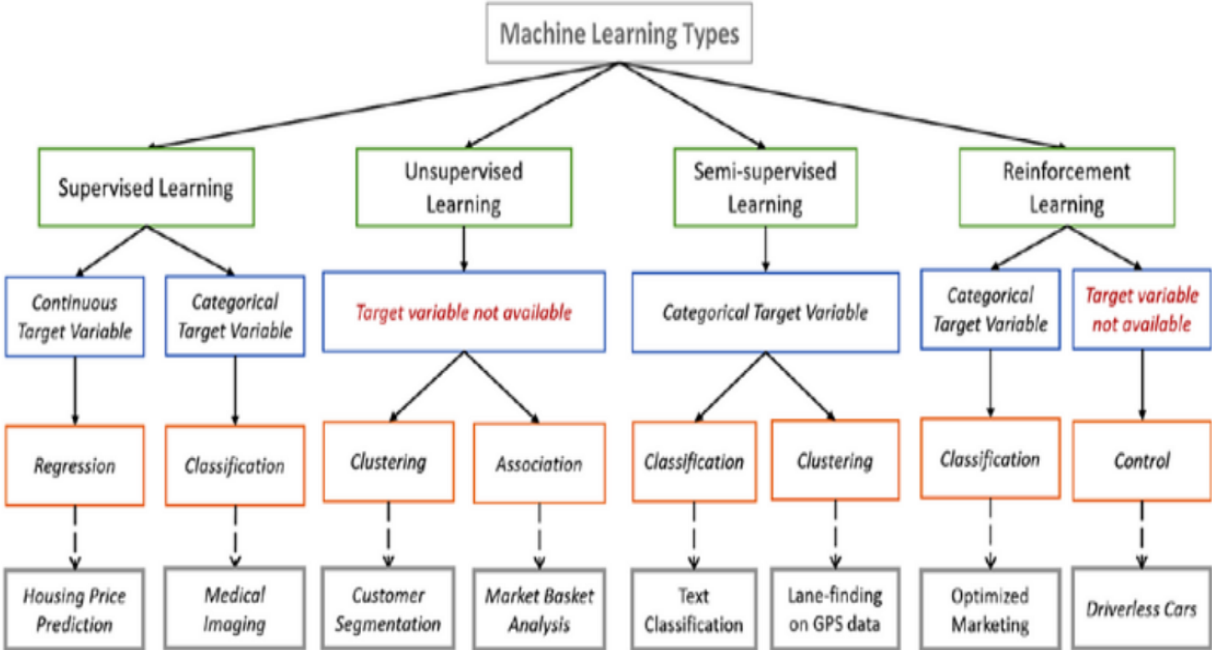 Machine Learning Types
Supervised Learning
Unsupervised
Learning
Semi-supervised
Learning
Reinforcement
Learning
Continuous
Target Variable
Categorical
Target Variable
Target variable not available
Categorical Target Variable
Categorical
Target Variable
Target variable
not available
Regression
Classification
Clustering
Association
Classification
Clustering
Classification
Control
Housing Price
Prediction
Medical
Imaging
Customer
Segmentation
Market Basket
Analysis
Text
Classification
Lane-finding
on GPS data
Optimized
Marketing
Driverless Cars